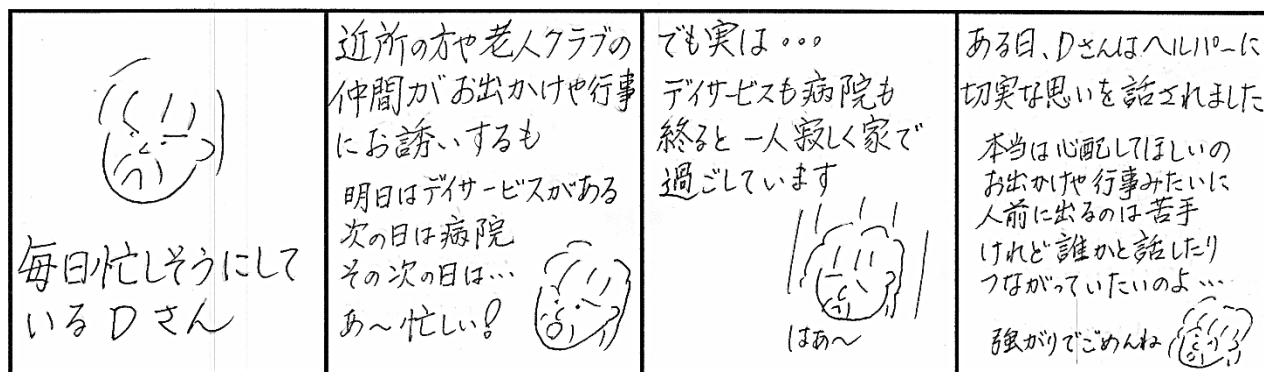 毎日忙しそうにして
いるDさん
近所の方や老人クラブの
仲間がお出かけや行事
にお誘いするも
明日はデイサービスがある
次の日は病院
その次の日は…
あ〜忙しい!
でも実は・・・
デイサービスも病院も
終ると一人寂しく家で
過ごしています
はあ〜
ある日、Dさんはヘルパーに
切実な思いを話されました
本当は心配してほしいの
お出かけや行事みたいに
人前に出るのは苦手
けれど誰かと話したり
つながっていたいのよ…
強がりでごめんね